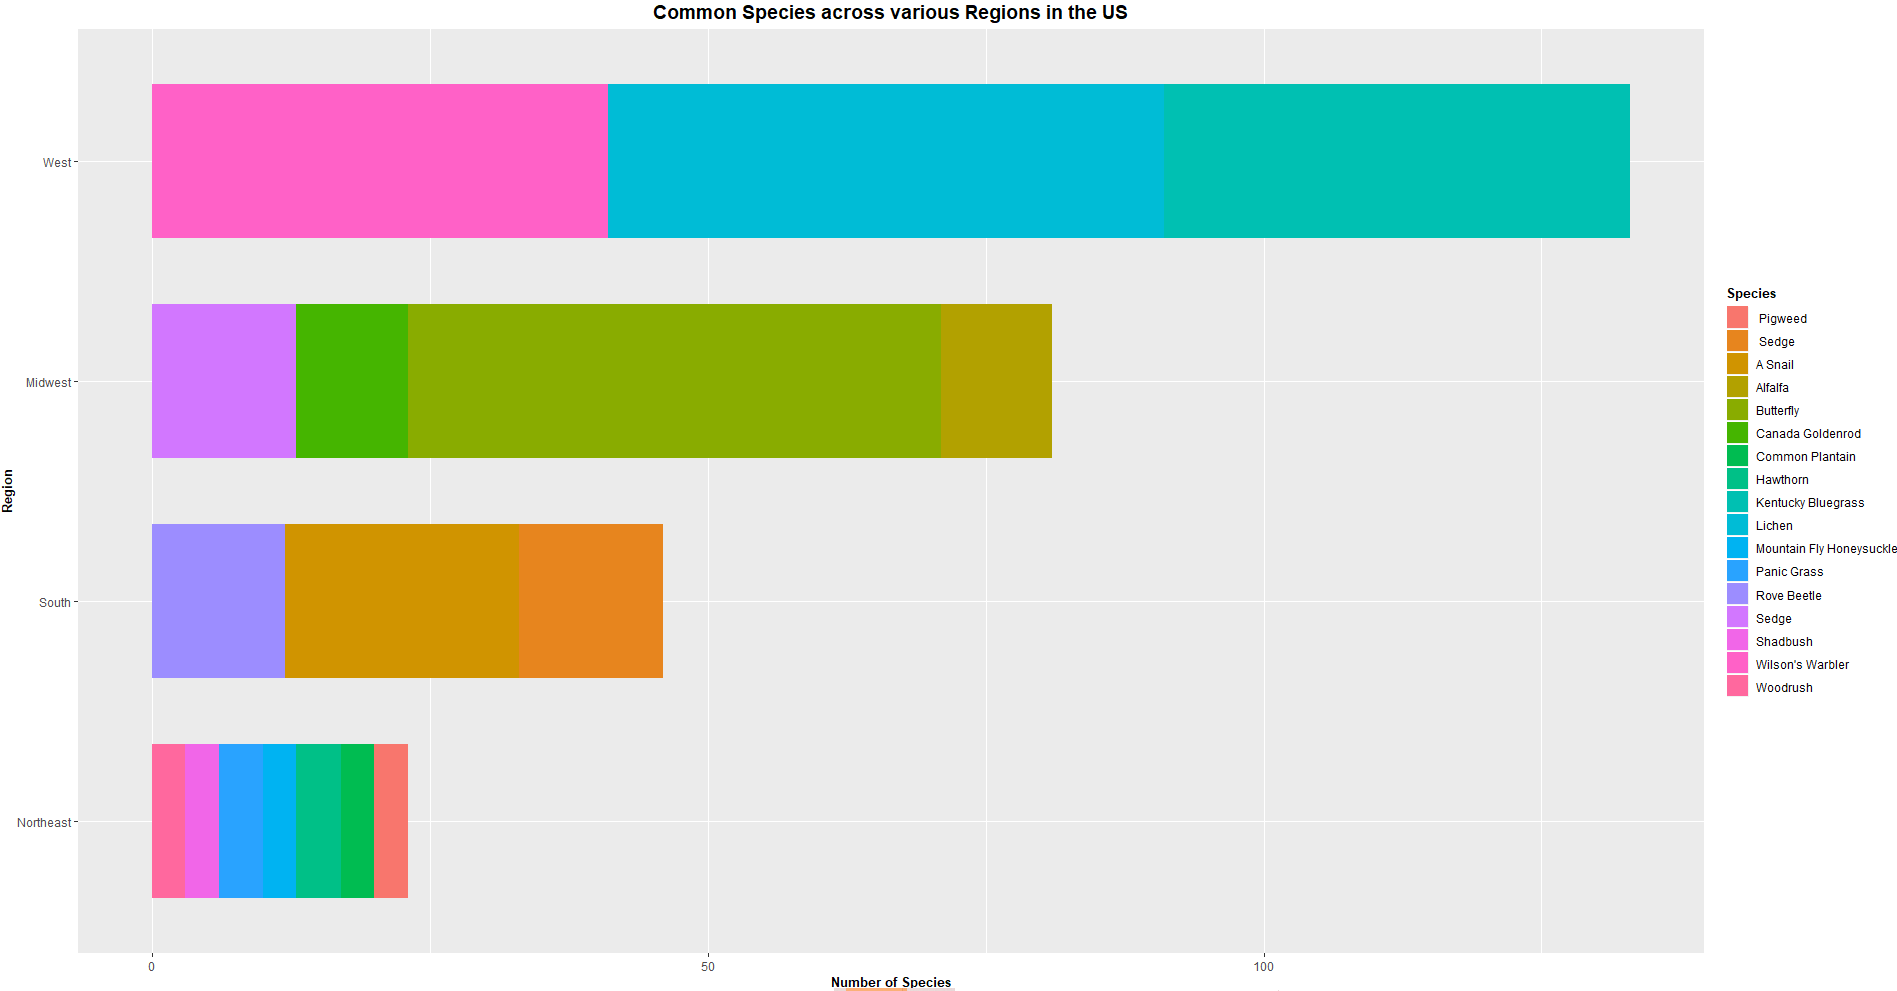 Common Species across various Regions in the US
West
Midwest
South
Northeast
Region
0
50
100
Number of Species
Species
Pigweed
Sedge
A Snail
Alfalfa
Butterfly
Canada Goldenrod
Common Plantain
Hawthorn
Kentucky Bluegrass
Lichen
Mountain Fly Honeysuckle
Panic Grass
Rove Beetle
Sedge
Shadbush
Wilson's Warbler
Woodrush